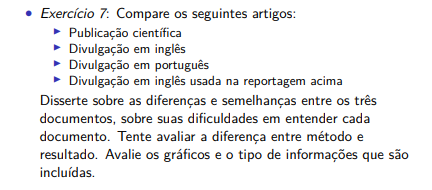 • Exercício 7: Compare os seguintes artigos:
▶ Publicação científica
▶ Divulgação em inglês
▶ Divulgação em português
▶ Divulgação em inglês usada na reportagem acima
Disserte sobre as diferenças e semelhanças entre os três
documentos, sobre suas dificuldades em entender cada
documento. Tente avaliar a diferença entre método e
resultado. Avalie os gráficos e o tipo de informações que são
incluídas.